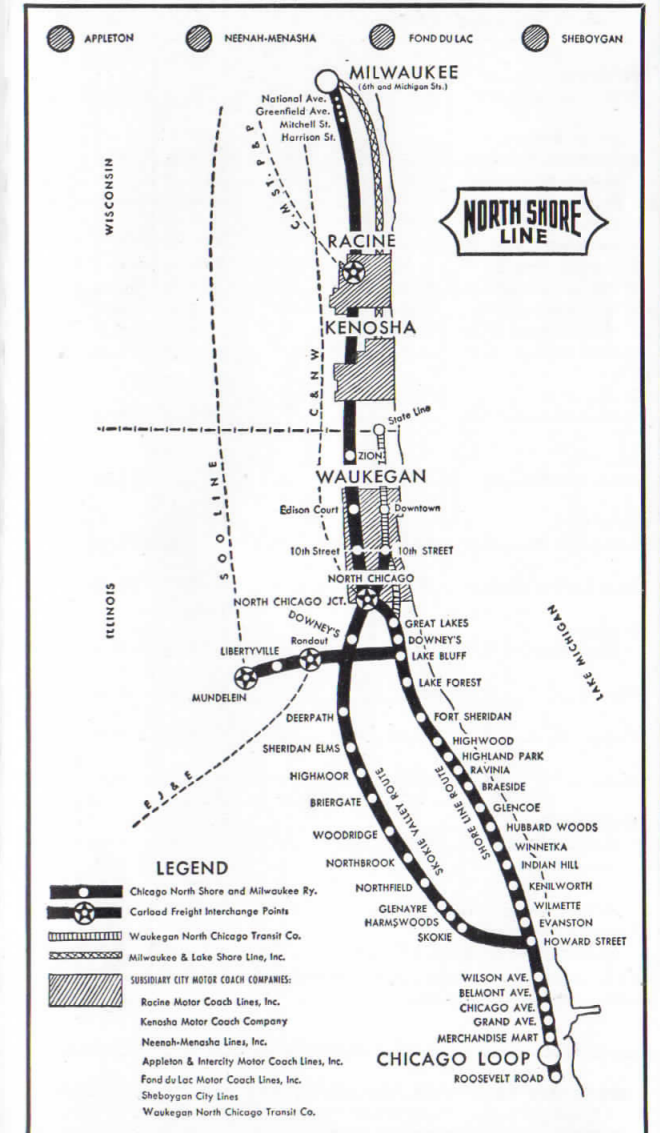 APPLETON
NEENAH-MENASHA
FOND DU LAC
SHEBOYGAN
MILWAUKEE
(6th and Michigan Sts.)
National Ave.
Greenfield Ave.
Mitchell St.
Harrison St.
C M ST. P & P
WISCONSIN
NORTH SHORE
LINE
RACINE
KENOSHA
C & N W
State Line
ZION
WAUKEGAN
SOO LINE
Edison Court
Downtown
10th Street
10th STREET
NORTH CHICAGO
NORTH CHICAGO JCT.
ILLINOIS
LAKE MICHIGAN
DOWNEY'S
GREAT LAKES
DOWNEY'S
LIBERTYVILLE
Rondout
LAKE BLUFF
MUNDELEIN
LAKE FOREST
DEERPATH
FORT SHERIDAN
SHERIDAN ELMS
HIGHWOOD
HIGHLAND PARK
HIGHMOOR
RAVINIA
BRAESIDE
E J & E
BRIERGATE
GLENCOE
SKOKIE VALLEY ROUTE
SHORE LINE ROUTE
WOODRIDGE
HUBBARD WOODS
WINNETKA
NORTHBROOK
INDIAN HILL
NORTHFIELD
KENILWORTH
GLENAYRE
WILMETTE
HARMSWOODS
EVANSTON
SKOKIE
HOWARD STREET
WILSON AVE.
BELMONT AVE.
CHICAGO AVE.
GRAND AVE.
MERCHANDISE MART
CHICAGO LOOP
ROOSEVELT ROAD
LEGEND
Chicago North Shore and Milwaukee Ry.
Carload Freight Interchange Points
Waukegan North Chicago Transit Co.
Milwaukee & Lake Shore Line, Inc.
SUBSIDIARY CITY MOTOR COACH COMPANIES:
Racine Motor Coach Lines, Inc.
Kenosha Motor Coach Company
Neenah-Menasha Lines, Inc.
Appleton & Intercity Motor Coach Lines, Inc.
Fond du Lac Motor Coach Lines, Inc.
Sheboygan City Lines
Waukegan North Chicago Transit Co.